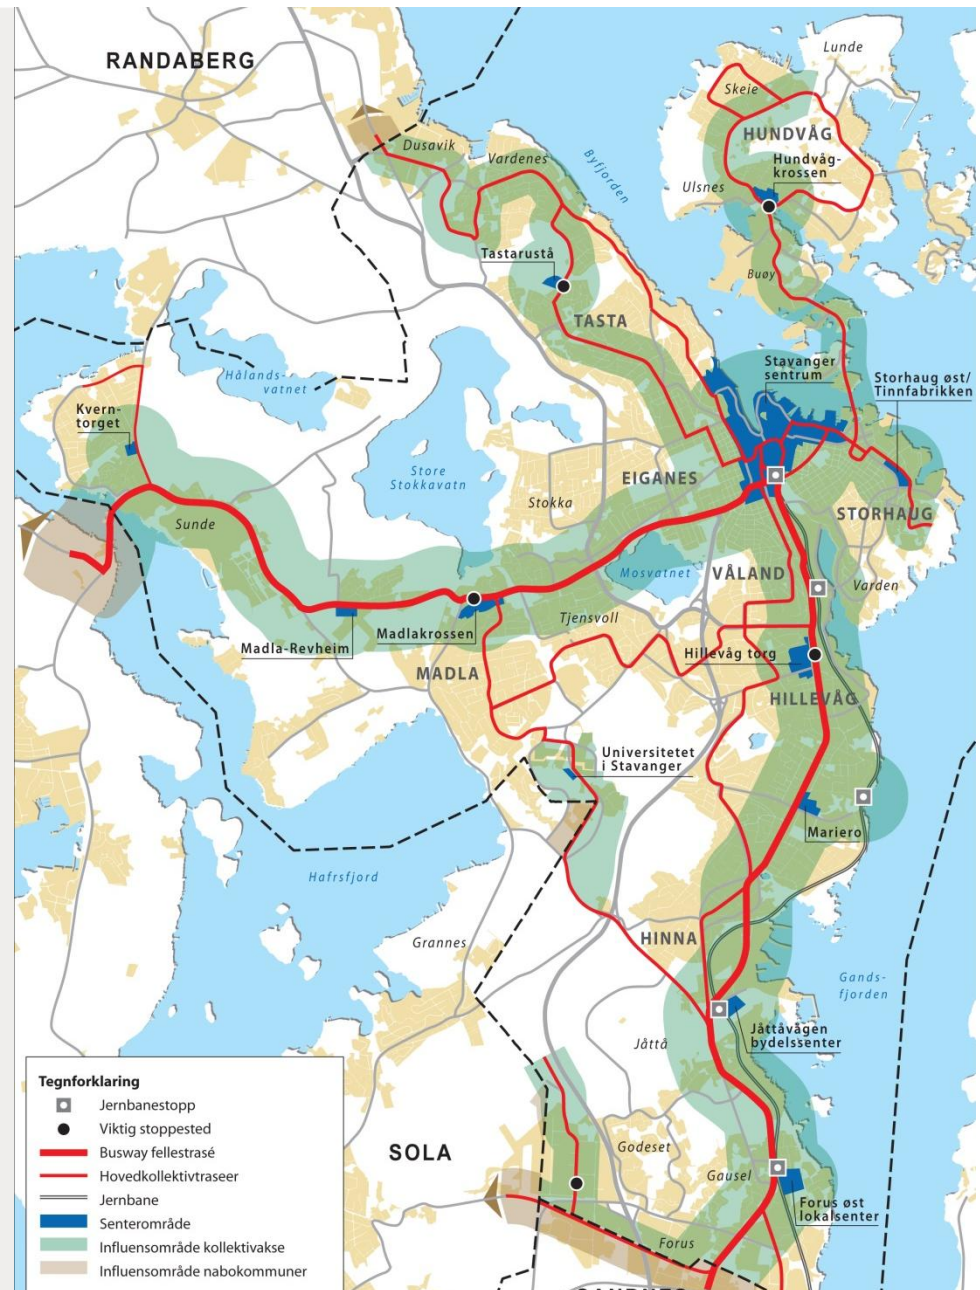 RANDABERG
Lunde
Skeie
HUNDVÅG
Hundvåg-
krossen
Dusavik
Vardenes
Byfjorden
Ulsnes
Buøy
Tastarustå
TASTA
Hålands-
vatnet
Kvern-
torget
Stavanger
sentrum
Storhaug øst/
Tinnfabrikken
Store
Stokkavatn
EIGANES
Stokka
STORHAUG
Sunde
Mosvatnet
VÅLAND
Varden
Madla-Revheim
Madlakrossen
Tjensvoll
Hillevåg torg
MADLA
HILLEVÅG
Universitetet
i Stavanger
Mariero
Hafrsfjord
Grannes
HINNA
Gands-
fjorden
Jåttå
Jåttåvågen
bydelssenter
SOLA
Godeset
Gausel
Forus øst
lokalsenter
Forus
Tegnforklaring
Jernbanestopp
Viktig stoppested
Busway fellestrasé
Hovedkollektivtraseer
Jernbane
Senterområde
Influensområde kollektivakse
Influensområde nabokommuner